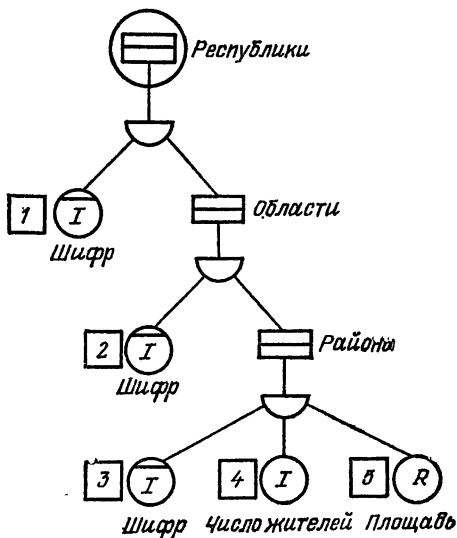 Республики
1 I Области
Шифр
2 I Районы
Шифр
3 I 4 I 5 R
Шифр Число жителей Площадь